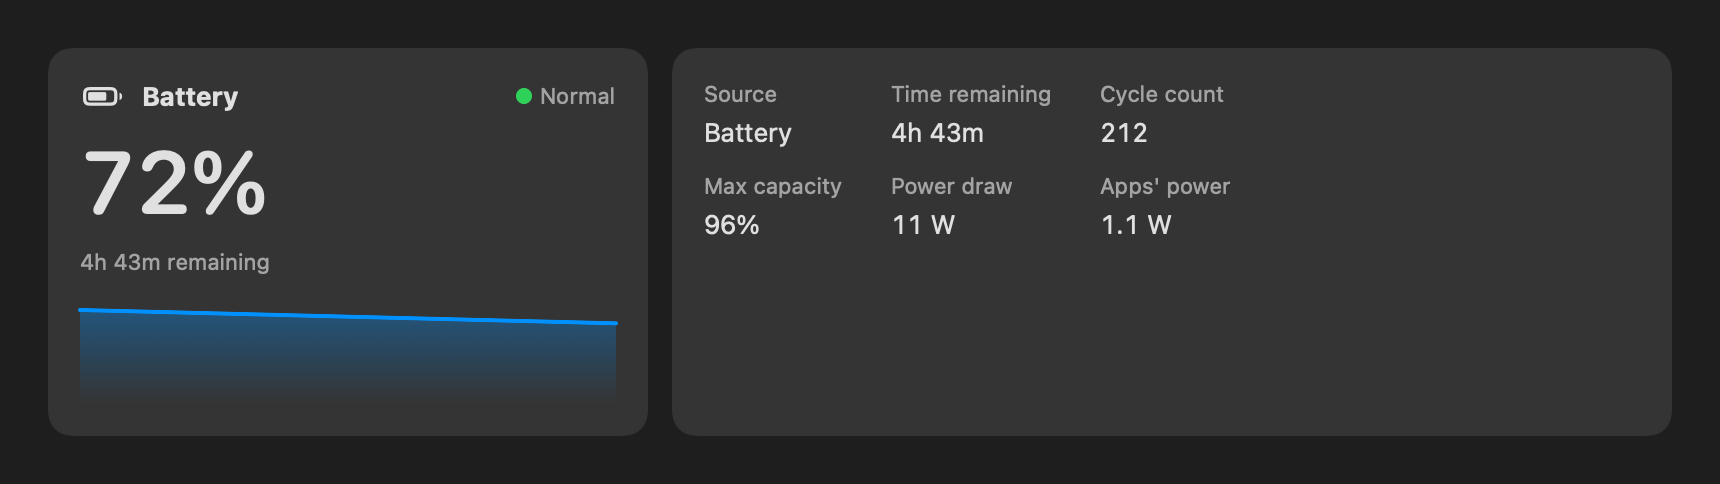 Battery
Normal
72%
4h 43m remaining
Source
Battery
Time remaining
4h 43m
Cycle count
212
Max capacity
96%
Power draw
11 W
Apps' power
1.1 W